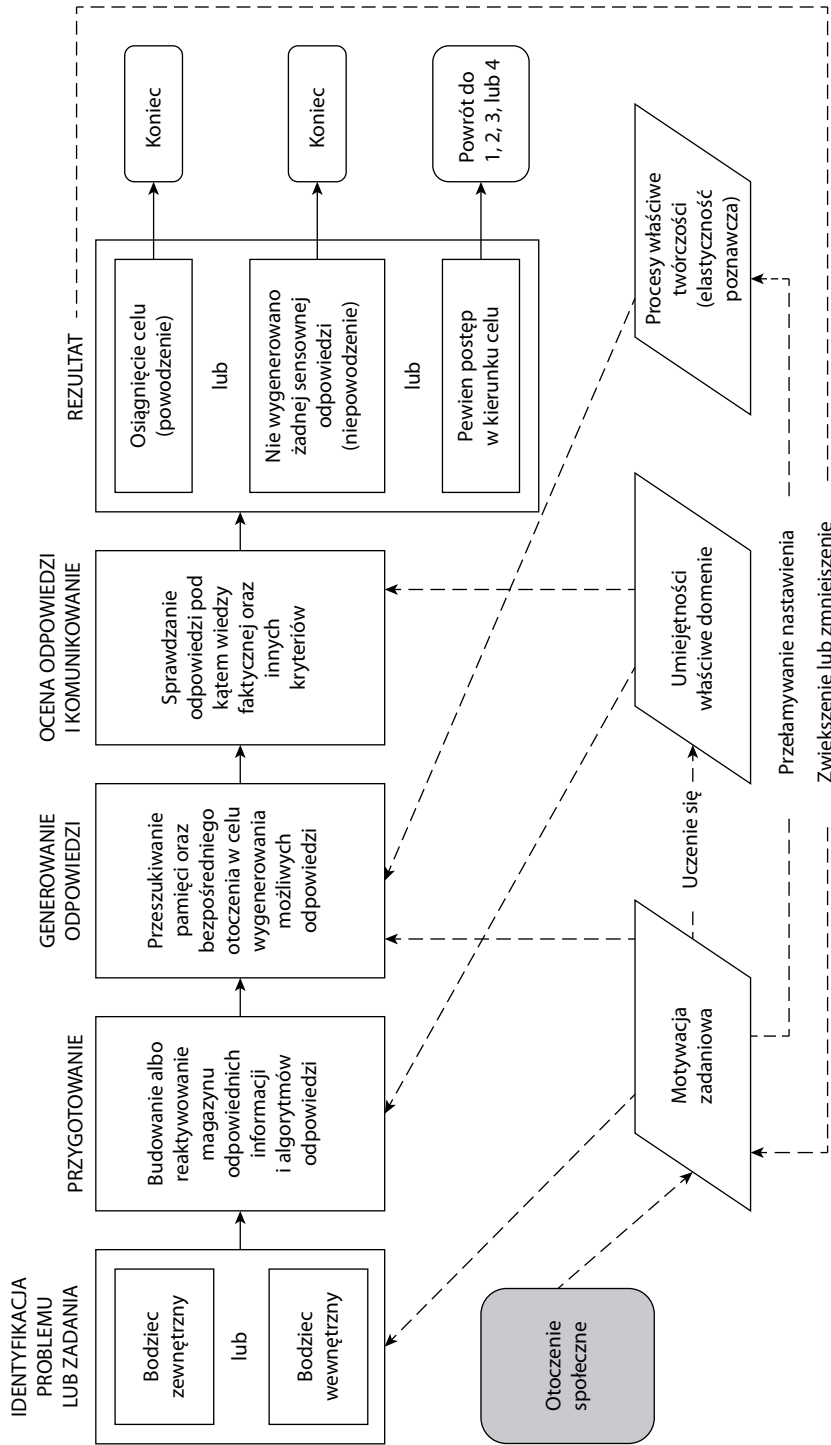 IDENTYFIKACJA
PROBLEMU
LUB ZADANIA
Bodziec
zewnętrzny
lub
Bodziec
wewnętrzny
PRZYGOTOWANIE
Budowanie albo
reaktywowanie
magazynu
odpowiednich
informacji
i algorytmów
odpowiedzi
GENEROWANIE
ODPOWIEDZI
Przeszukiwanie
pamięci oraz
bezpośredniego
otoczenia w celu
wygenerowania
możliwych
odpowiedzi
OCENA ODPOWIEDZI
I KOMUNIKOWANIE
Sprawdzanie
odpowiedzi pod
kątem wiedzy
faktycznej oraz
innych
kryteriów
REZULTAT
Osiągnięcie celu
(powodzenie)
lub
Nie wygenerowano
żadnej sensownej
odpowiedzi
(niepowodzenie)
lub
Pewien postęp
w kierunku celu
Koniec
Koniec
Powrót do
1, 2, 3, lub 4
Otoczenie
społeczne
Motywacja
zadaniowa
Uczenie się
Umiejętności
właściwe domenie
Procesy właściwe
twórczości
(elastyczność
poznawcza)
Przełamywanie nastawienia
Zwiększenie lub zmniejszenie